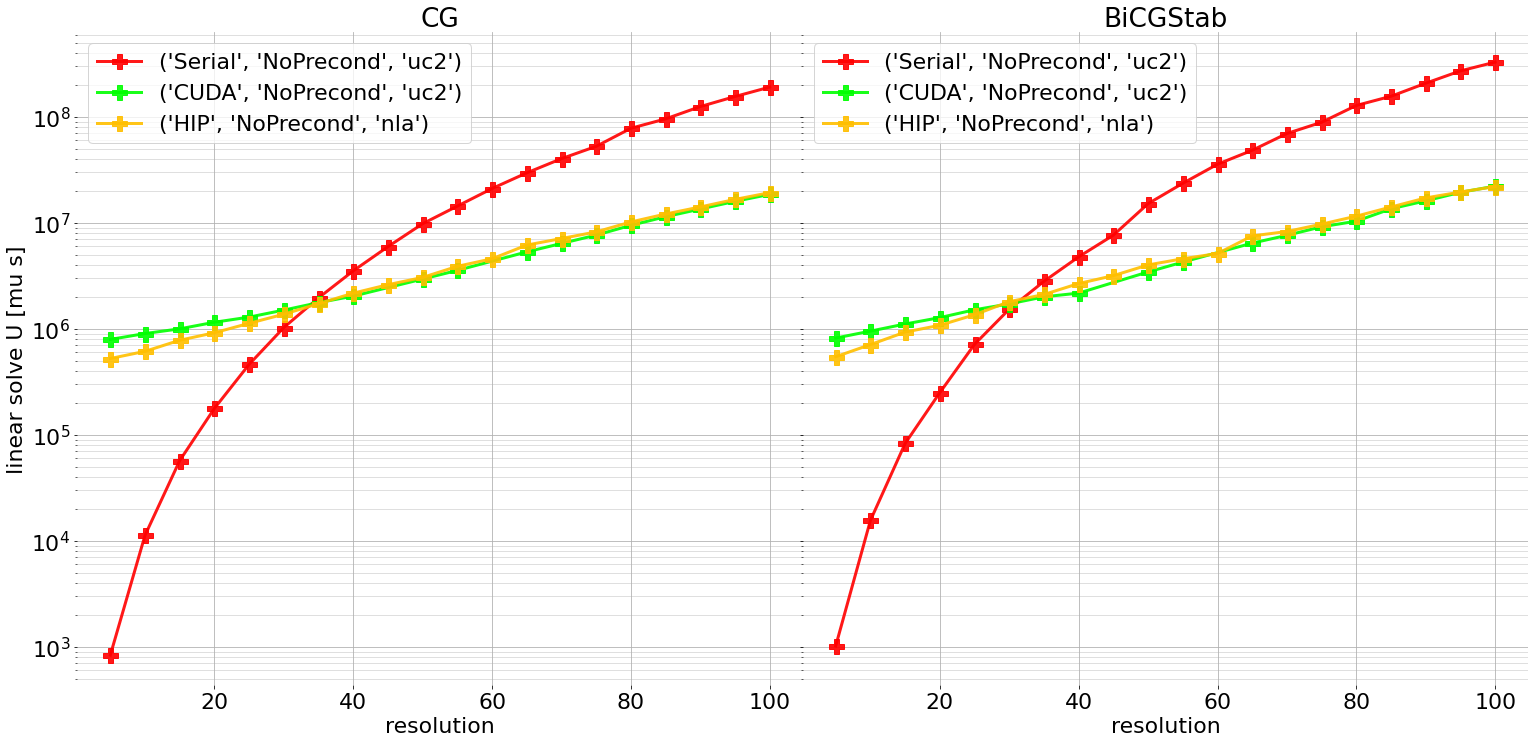 CG
('Serial', 'NoPrecond', 'uc2')
('CUDA', 'NoPrecond', 'uc2')
('HIP', 'NoPrecond', 'nla')
linear solve U [mu s]
10^8
10^7
10^6
10^5
10^4
10^3
20 40 60 80 100
resolution
BiCGStab
('Serial', 'NoPrecond', 'uc2')
('CUDA', 'NoPrecond', 'uc2')
('HIP', 'NoPrecond', 'nla')
20 40 60 80 100
resolution